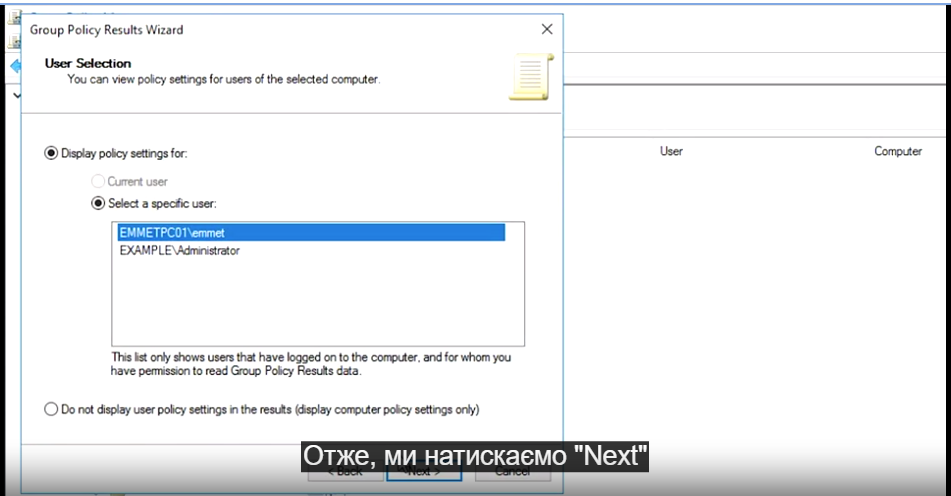 Group Policy Results Wizard
User Selection
You can view policy settings for users of the selected computer.
Display policy settings for:
User
Computer
Current user
Select a specific user:
EMMETPC01\emmet
EXAMPLE\Administrator
This list only shows users that have logged on to the computer, and for whom you
have permission to read Group Policy Results data.
Do not display user policy settings in the results (display computer policy settings only)
Отже, ми натискаємо "Next"
< Back
Next >
Cancel